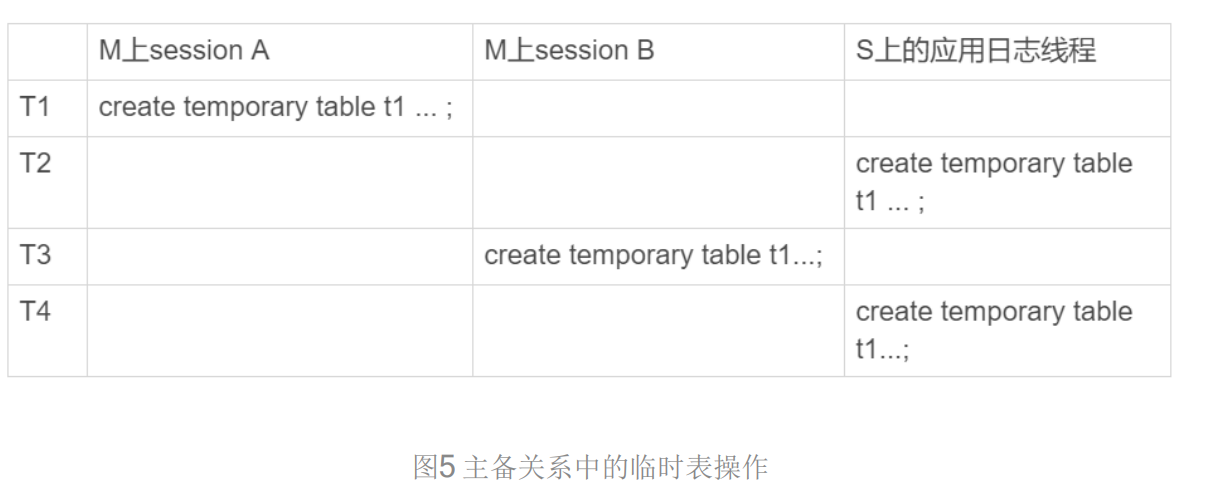 M上session A
M上session B
S上的应用日志线程
T1
create temporary table t1 ... ;
T2
create temporary table
t1 ... ;
T3
create temporary table t1...;
T4
create temporary table
t1...;
图5 主备关系中的临时表操作